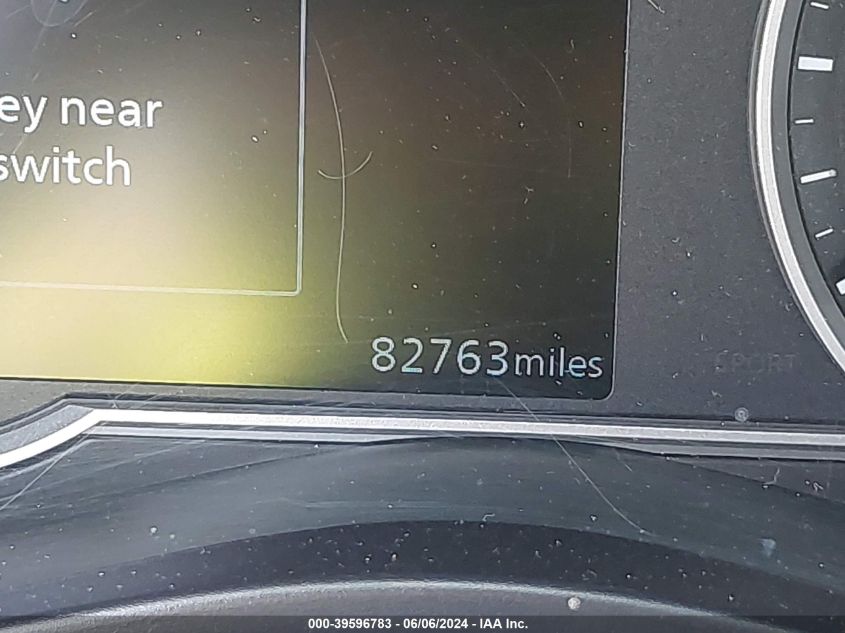 ey near
switch
82763miles
SPORT
000-39596783 - 06/06/2024 - IAA Inc.